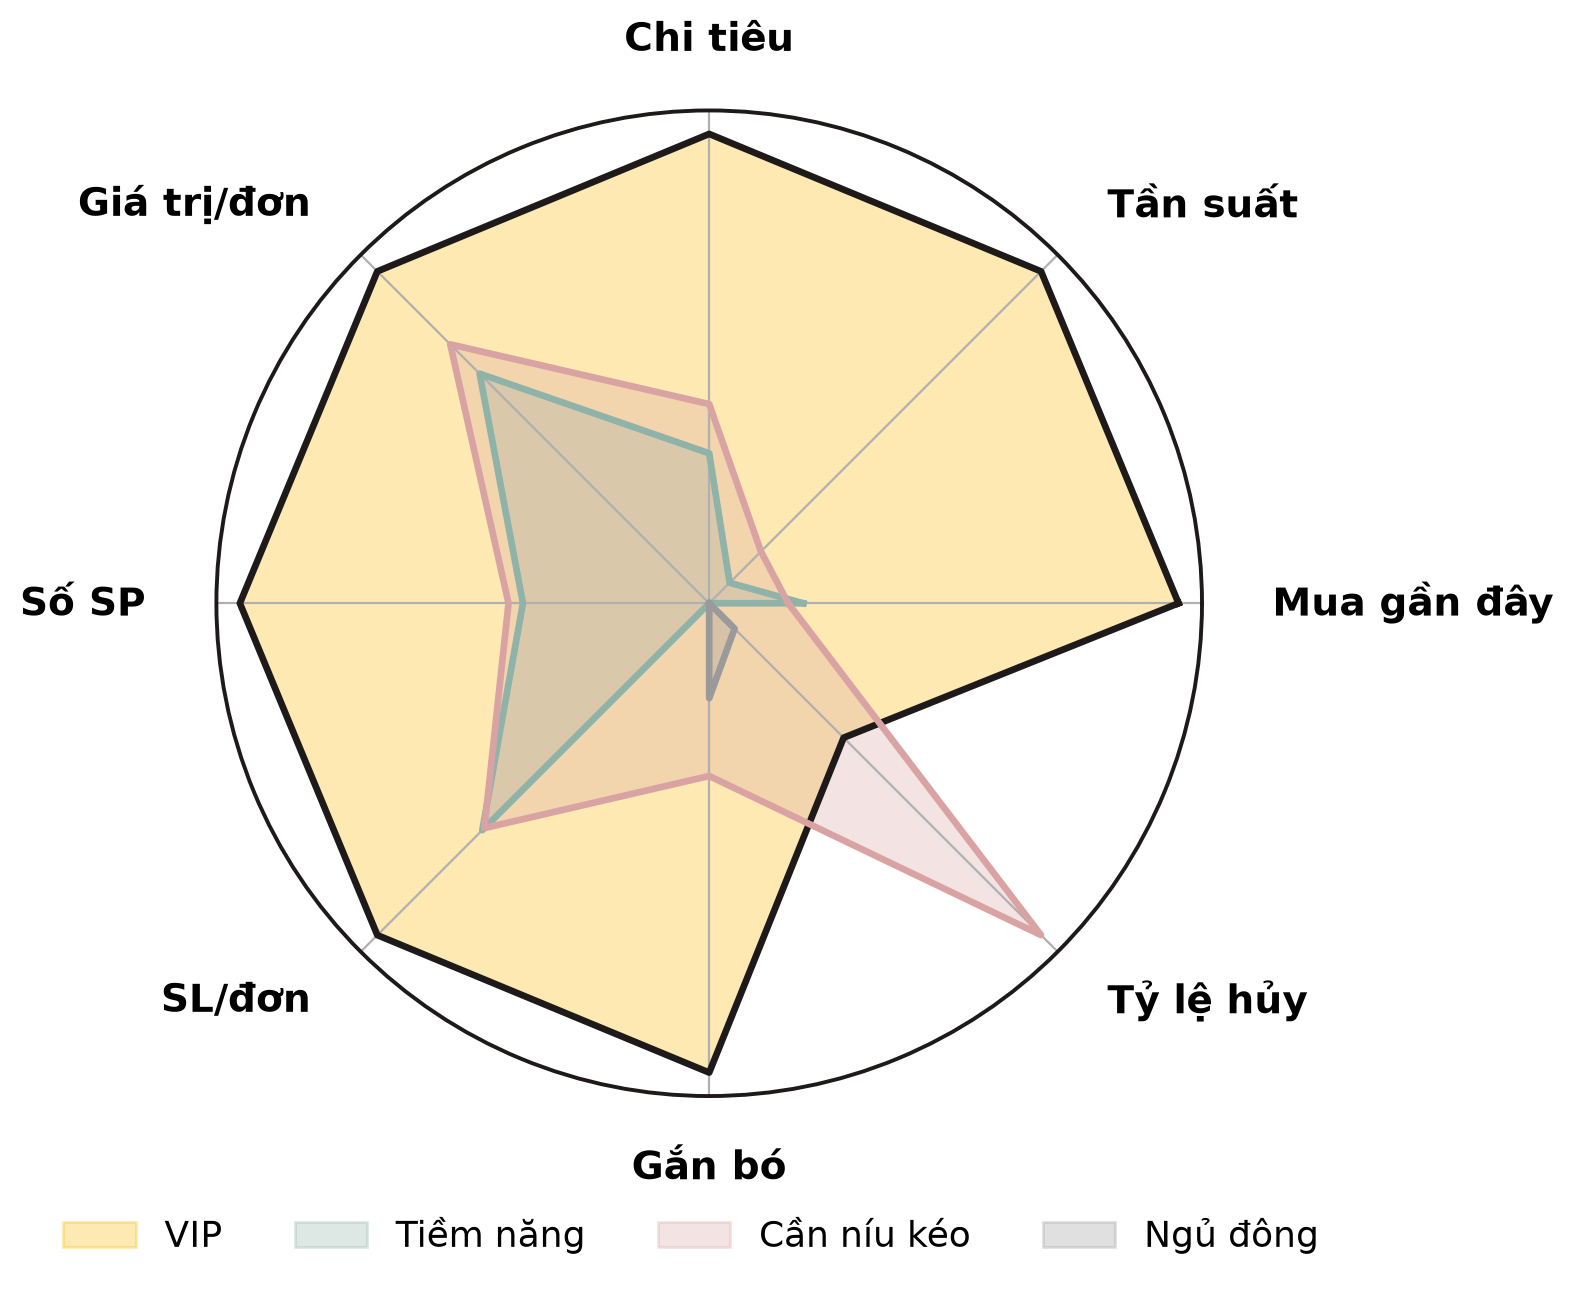 Chi tiêu
Giá trị/đơn
Tần suất
Số SP
Mua gần đây
SL/đơn
Tỷ lệ hủy
Gắn bó
VIP
Tiềm năng
Cần níu kéo
Ngủ đông